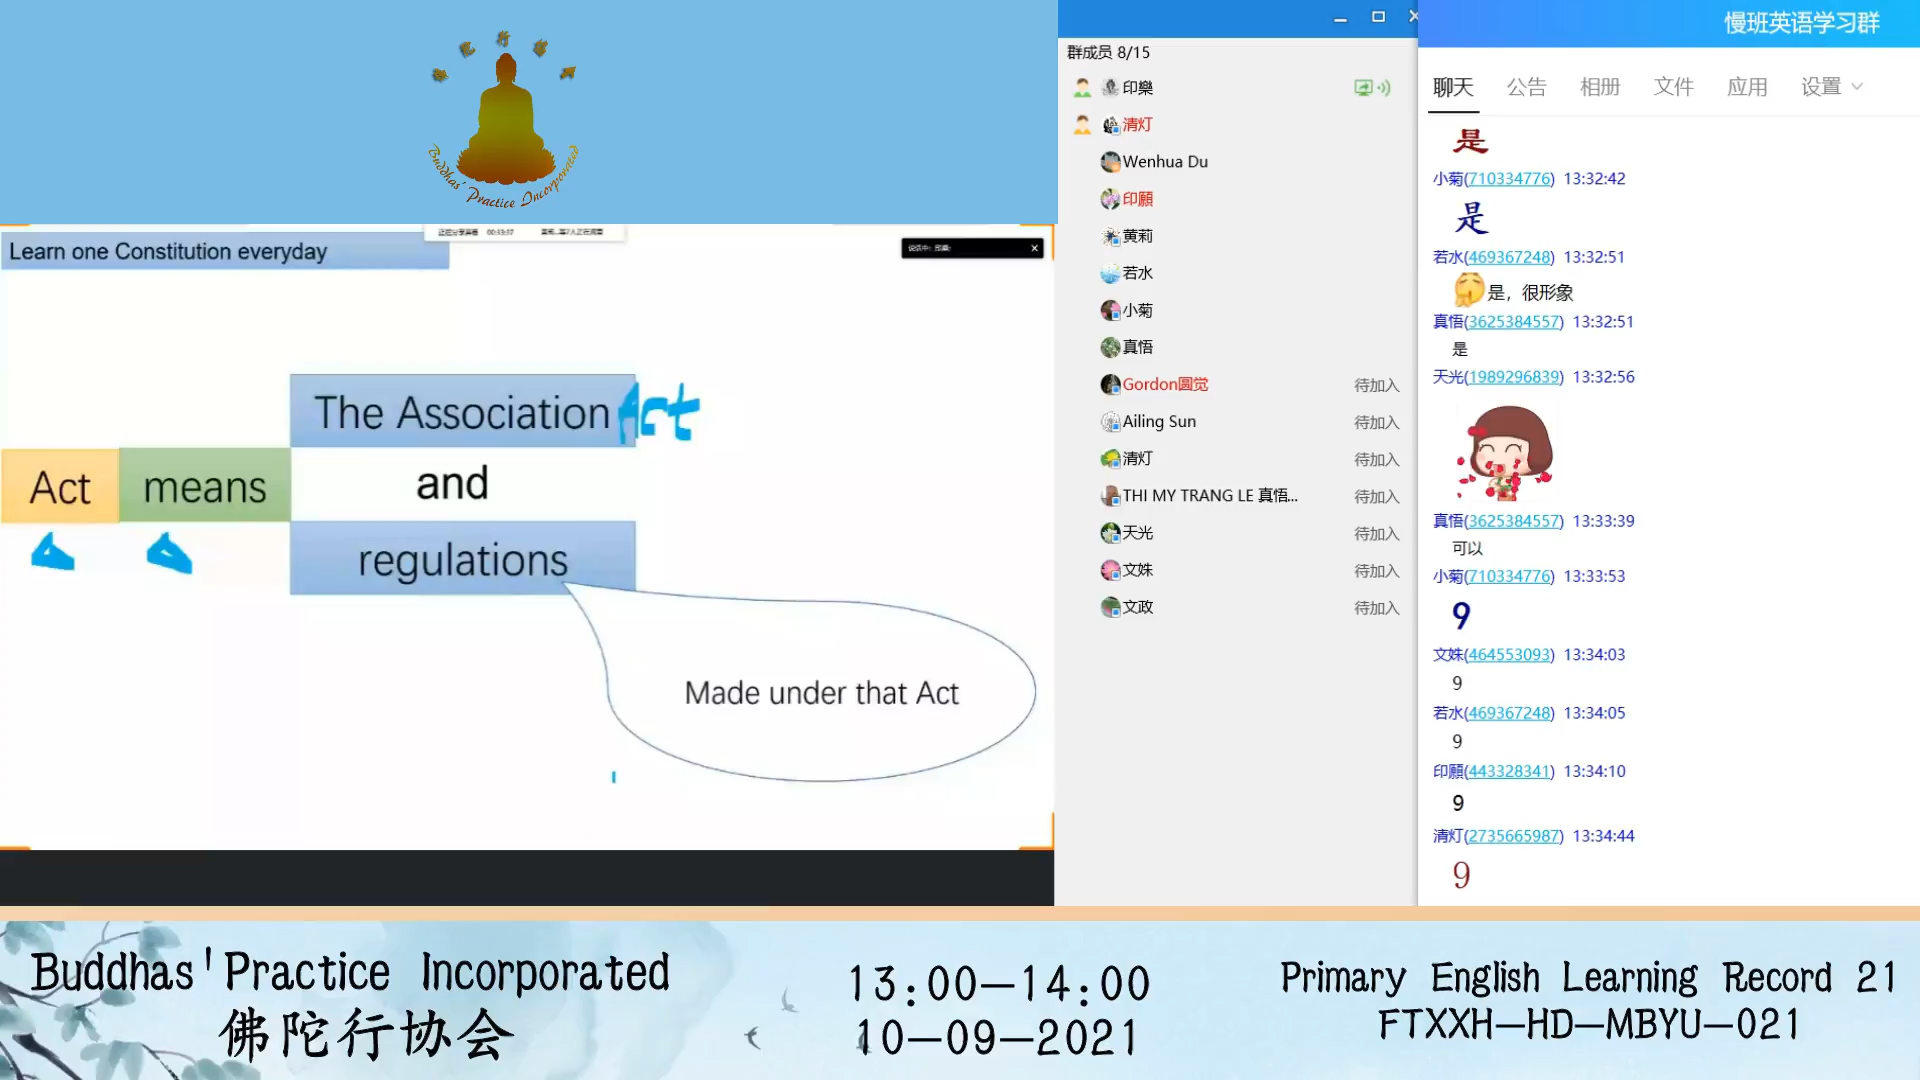 Buddhas' Practice Incorporated
Learn one Constitution everyday
00:33:37
The Association Act
Act means and
regulations
Made under that Act
群成员 8/15
印樂
清灯
Wenhua Du
印願
黄莉
若水
小菊
真悟
Gordon圆觉 待加入
Ailing Sun 待加入
清灯 待加入
THI MY TRANG LE 真悟... 待加入
天光 待加入
文姝 待加入
文政 待加入
慢班英语学习群
聊天 公告 相册 文件 应用 设置
是
小菊(710334776) 13:32:42
是
若水(469367248) 13:32:51
是，很形象
真悟(3625384557) 13:32:51
是
天光(1989296839) 13:32:56
真悟(3625384557) 13:33:39
可以
小菊(710334776) 13:33:53
9
文姝(464553093) 13:34:03
9
若水(469367248) 13:34:05
9
印願(443328341) 13:34:10
9
清灯(2735665987) 13:34:44
9
Buddhas'Practice Incorporated
佛陀行协会
13:00—14:00
10—09—2021
Primary English Learning Record 21
FTXXH—HD—MBYU—021